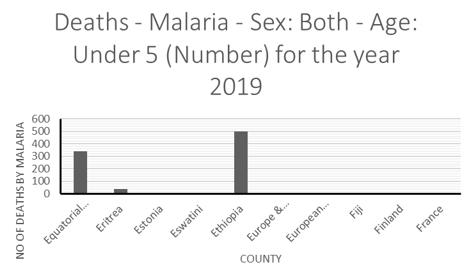 Deaths - Malaria - Sex: Both - Age:
Under 5 (Number) for the year
2019
NO OF DEATHS BY MALARIA
600
500
400
300
200
100
0
Equatorial...
Eritrea
Estonia
Eswatini
Ethiopia
Europe &...
European...
Fiji
Finland
France
COUNTY